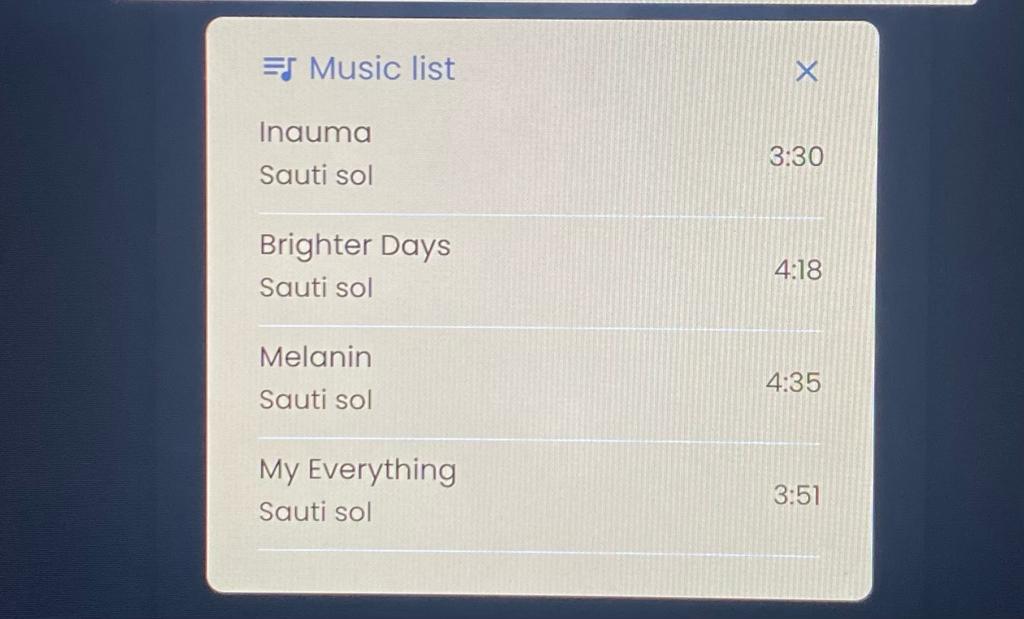 Music list
Inauma
Sauti sol
3:30
Brighter Days
Sauti sol
4:18
Melanin
Sauti sol
4:35
My Everything
Sauti sol
3:51